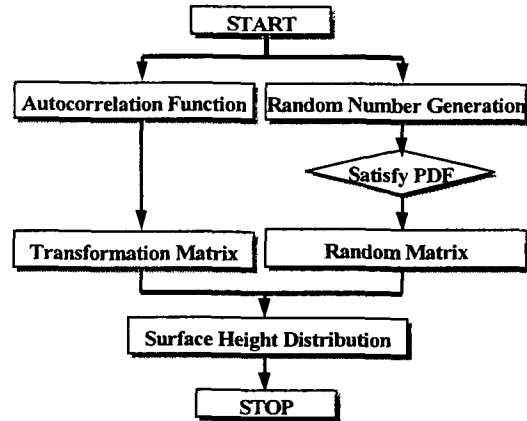 START
Autocorrelation Function
Random Number Generation
Satisfy PDF
Transformation Matrix
Random Matrix
Surface Height Distribution
STOP